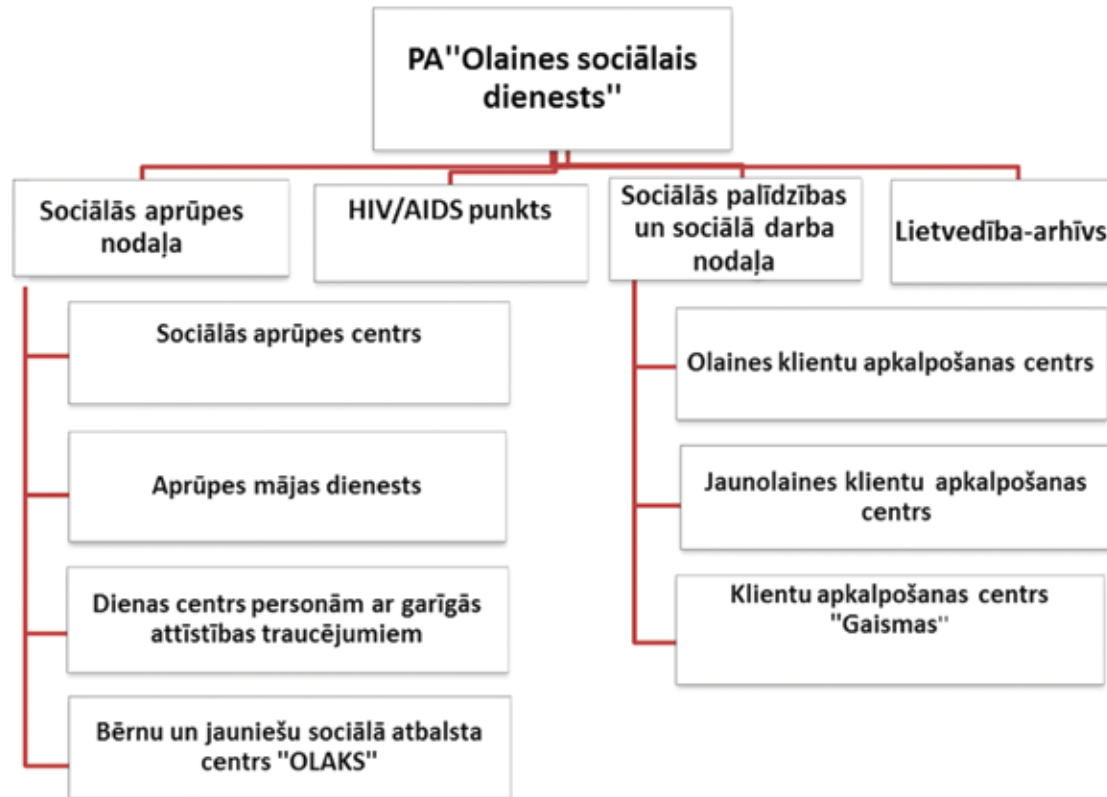 PA"Olaines sociālais
dienests"
Sociālās aprūpes
nodaļa
HIV/AIDS punkts
Sociālās palīdzības
un sociālā darba
nodaļa
Lietvedība-arhīvs
Sociālās aprūpes centrs
Aprūpes mājas dienests
Dienas centrs personām ar garīgās
attīstības traucējumiem
Bērnu un jauniešu sociālā atbalsta
centrs "OLAKS"
Olaines klientu apkalpošanas centrs
Jaunolaines klientu apkalpošanas
centrs
Klientu apkalpošanas centrs
"Gaismas"